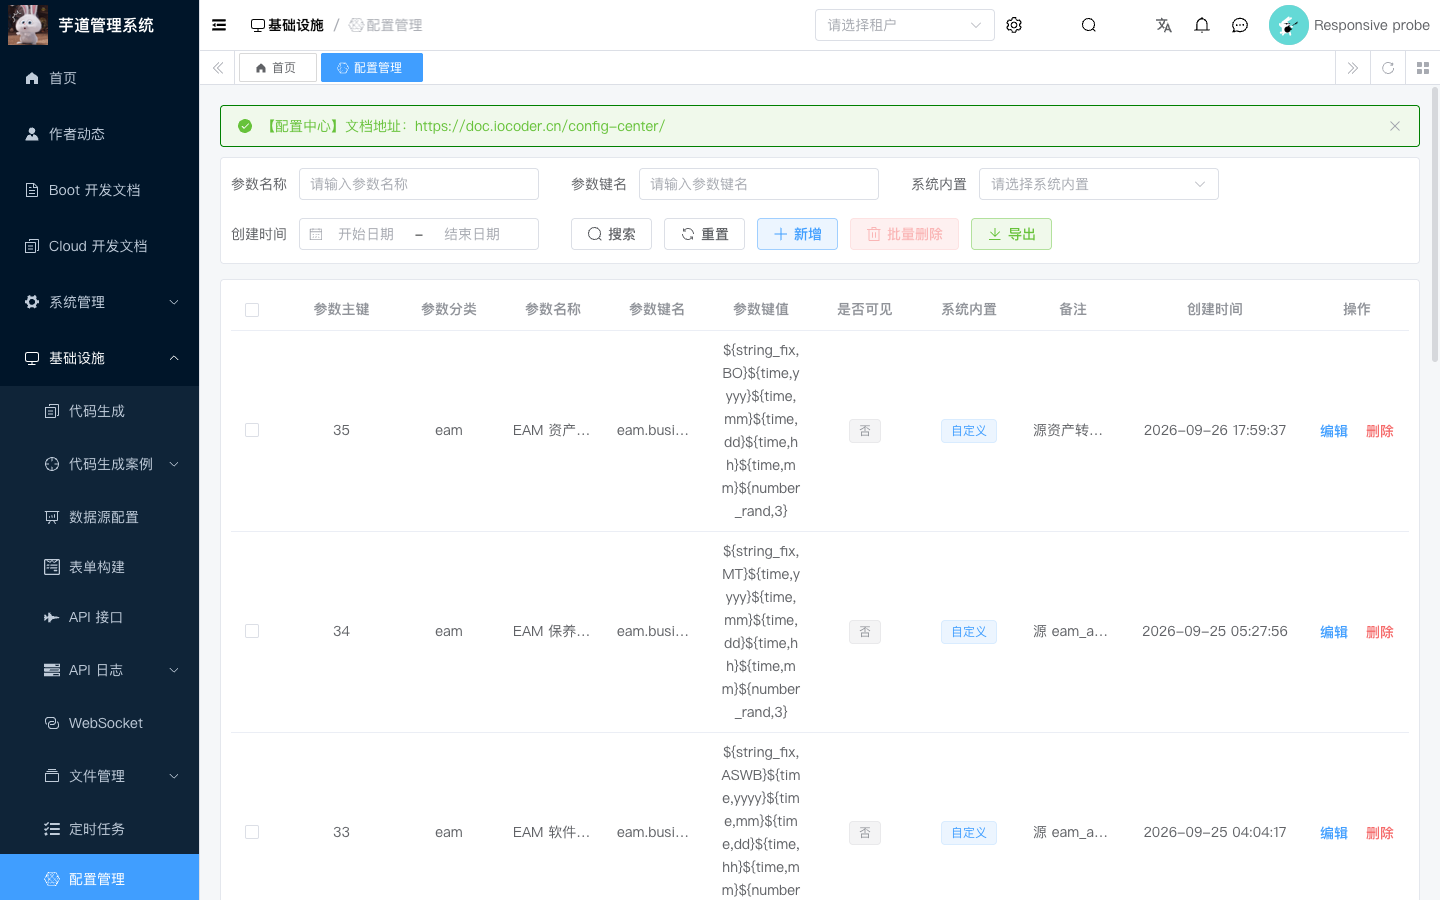 芋道管理系统
基础设施 / 配置管理
请选择租户
Responsive probe
首页
配置管理
首页
作者动态
Boot 开发文档
Cloud 开发文档
系统管理
基础设施
代码生成
代码生成案例
数据源配置
表单构建
API 接口
API 日志
WebSocket
文件管理
定时任务
配置管理
【配置中心】文档地址：https://doc.iocoder.cn/config-center/
参数名称 请输入参数名称 参数键名 请输入参数键名 系统内置 请选择系统内置
创建时间 开始日期 - 结束日期 搜索 重置 新增 批量删除 导出
参数主键 参数分类 参数名称 参数键名 参数键值 是否可见 系统内置 备注 创建时间 操作
${string_fix,
BO}${time,y
yyy}${time,
mm}${time,
35 eam EAM 资产... eam.busi... dd}${time,h 否 自定义 源资产转... 2026-09-26 17:59:37 编辑 删除
h}${time,m
m}${number
_rand,3}
${string_fix,
MT}${time,y
yyy}${time,
mm}${time,
34 eam EAM 保养... eam.busi... dd}${time,h 否 自定义 源 eam_a... 2026-09-25 05:27:56 编辑 删除
h}${time,m
m}${number
_rand,3}
${string_fix,
ASWB}${tim
e,yyyy}${tim
e,mm}${tim
33 eam EAM 软件... eam.busi... e,dd}${time, 否 自定义 源 eam_a... 2026-09-25 04:04:17 编辑 删除
hh}${time,m
m}${number